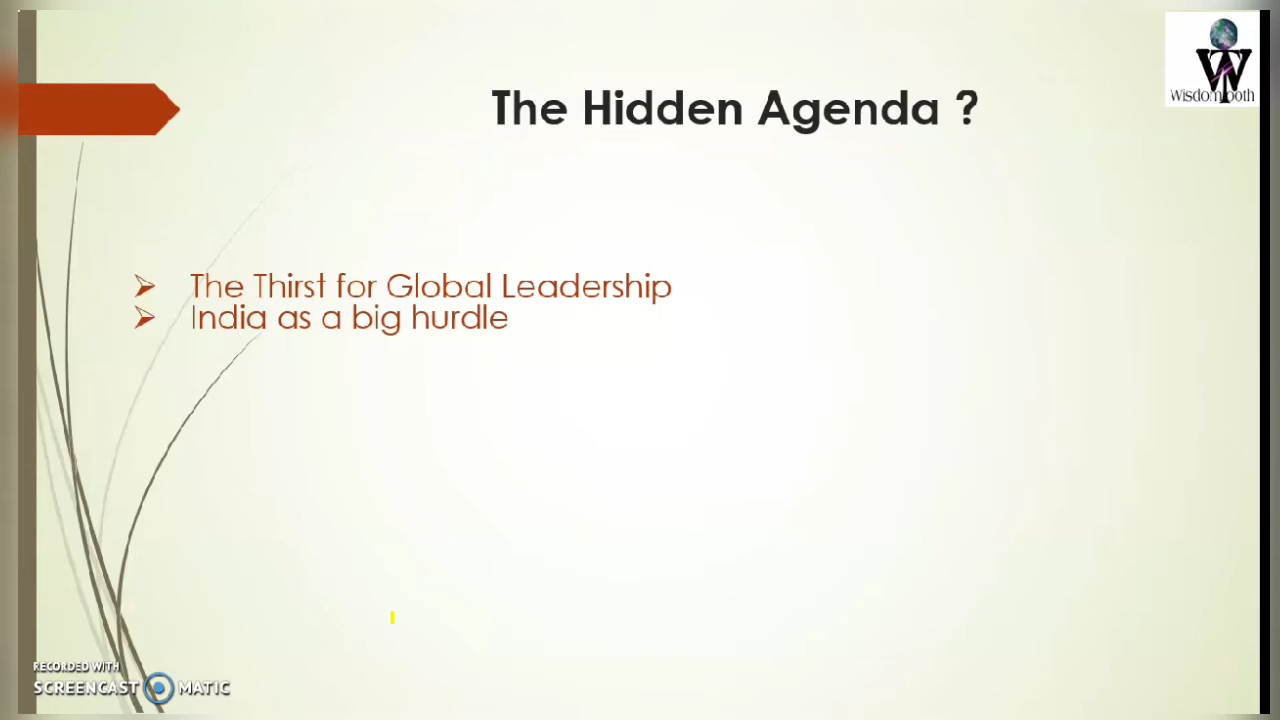 The Hidden Agenda ?
The Thirst for Global Leadership
India as a big hurdle
RECORDED WITH
SCREENCAST MATIC